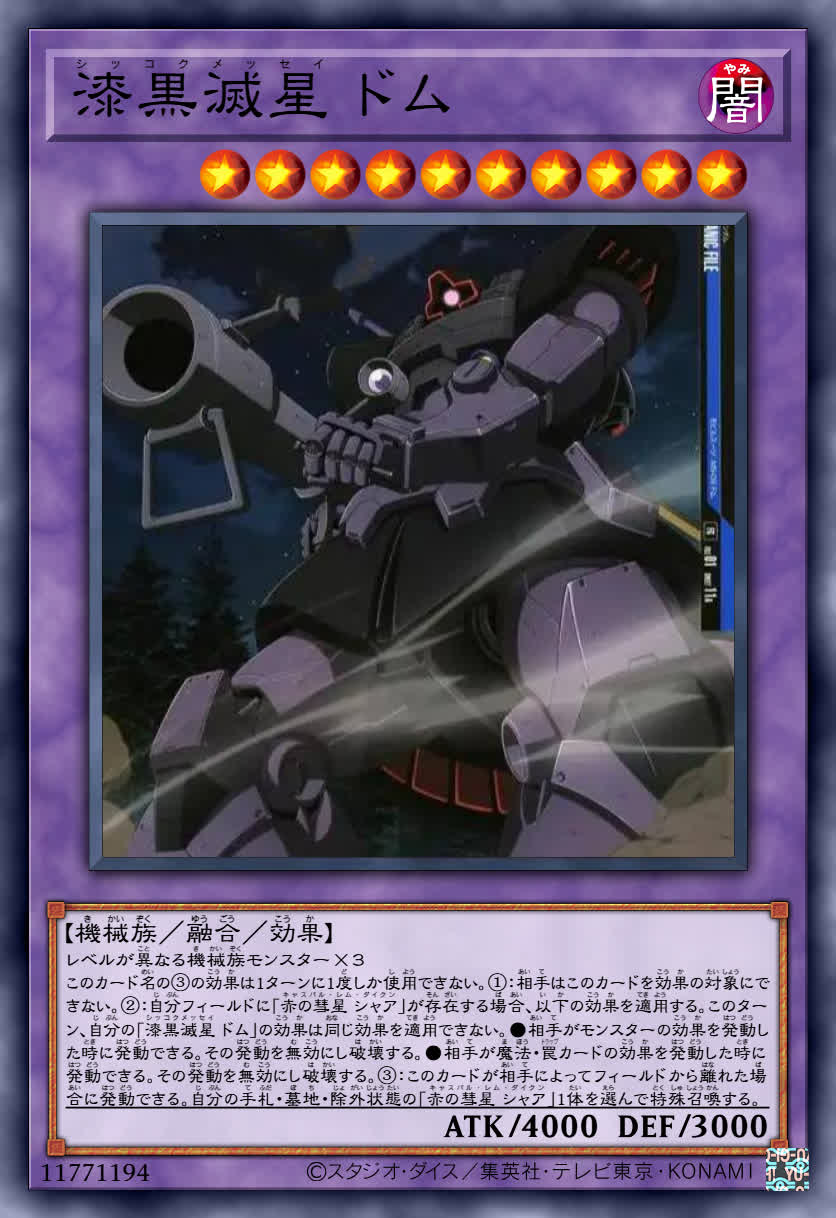 シッコクメッセイ
漆黒滅星 ドム
やみ
闇
ANIC FILE
【機械族／融合／効果】
レベルが異なる機械族モンスター×３
このカード名の③の効果は1ターンに1度しか使用できない。①：相手はこのカードを効果の対象にで
きない。②：自分フィールドに「赤の彗星 シャア」が存在する場合、以下の効果を適用する。このター
ン、自分の「漆黒滅星 ドム」の効果は同じ効果を適用できない。●相手がモンスターの効果を発動し
た時に発動できる。その発動を無効にし破壊する。●相手が魔法・罠カードの効果を発動した時に
発動できる。その発動を無効にし破壊する。③：このカードが相手によってフィールドから離れた場
合に発動できる。自分の手札・墓地・除外状態の「赤の彗星 シャア」1体を選んで特殊召喚する。
ATK/4000 DEF/3000
11771194 ©スタジオ・ダイス／集英社・テレビ東京・KONAMI